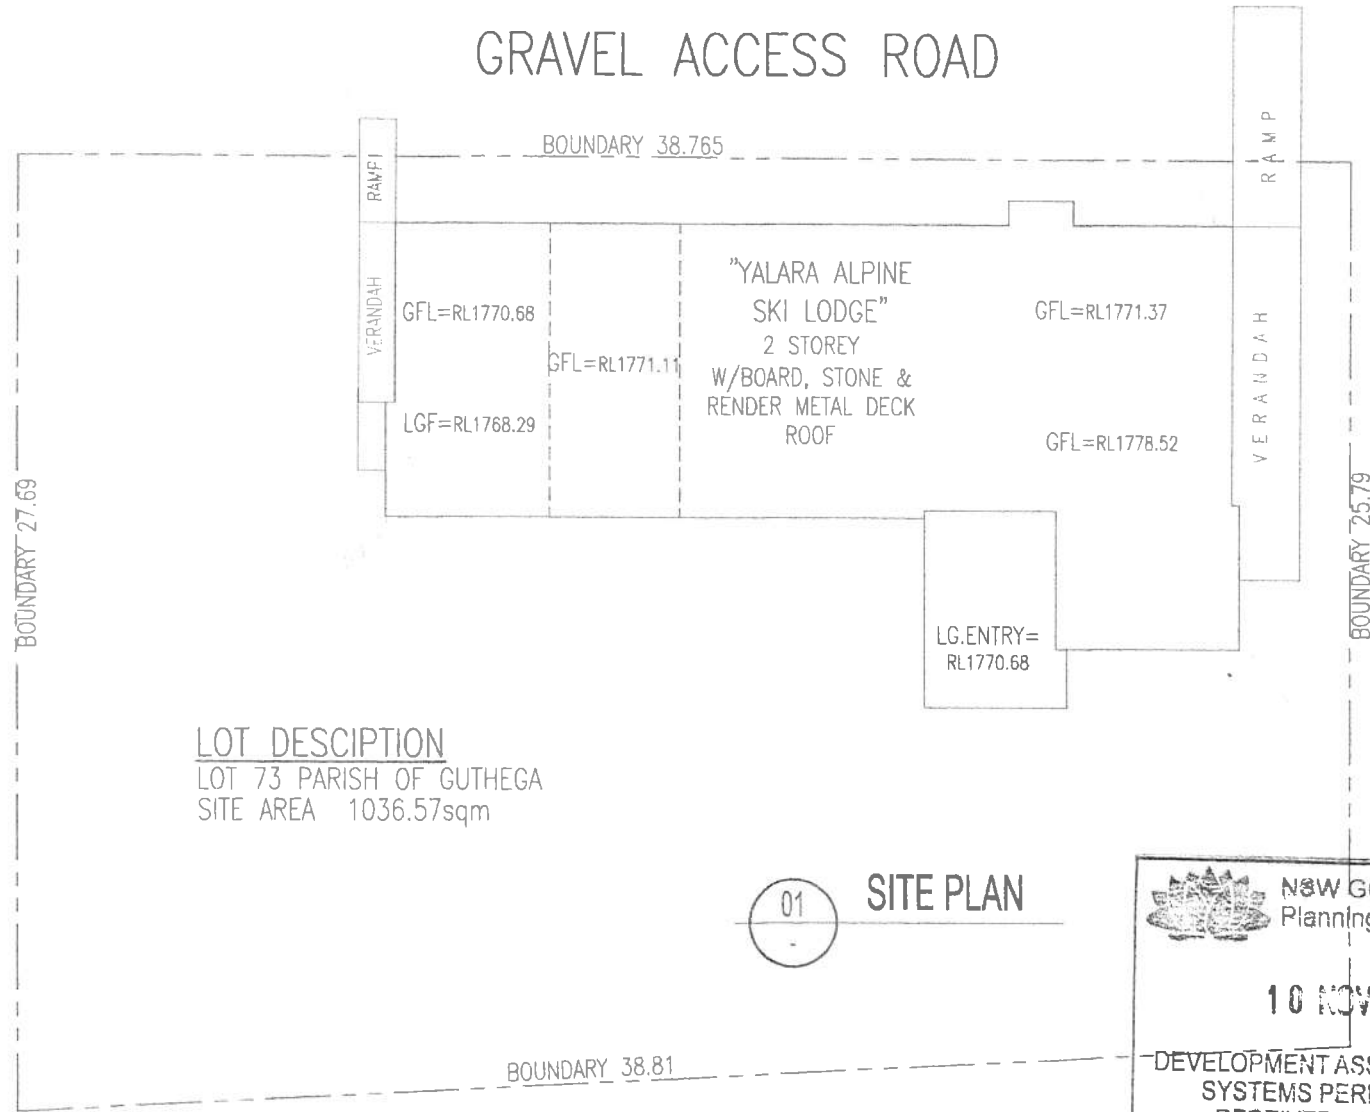 GRAVEL ACCESS ROAD
BOUNDARY 38.765
RAMP
RAMP
VERANDAH
GFL=RL1770.68
GFL=RL1771.11
"YALARA ALPINE
SKI LODGE"
2 STOREY
W/BOARD, STONE &
RENDER METAL DECK
ROOF
GFL=RL1771.37
VERANDAH
LGF=RL1768.29
GFL=RL1778.52
BOUNDARY 27.69
BOUNDARY 25.79
LG.ENTRY=
RL1770.68
LOT DESCIPTION
LOT 73 PARISH OF GUTHEGA
SITE AREA 1036.57sqm
01
-
SITE PLAN
NSW
Planning
10 NOV
DEVELOPMENT ASS
SYSTEMS PER
BOUNDARY 38.81